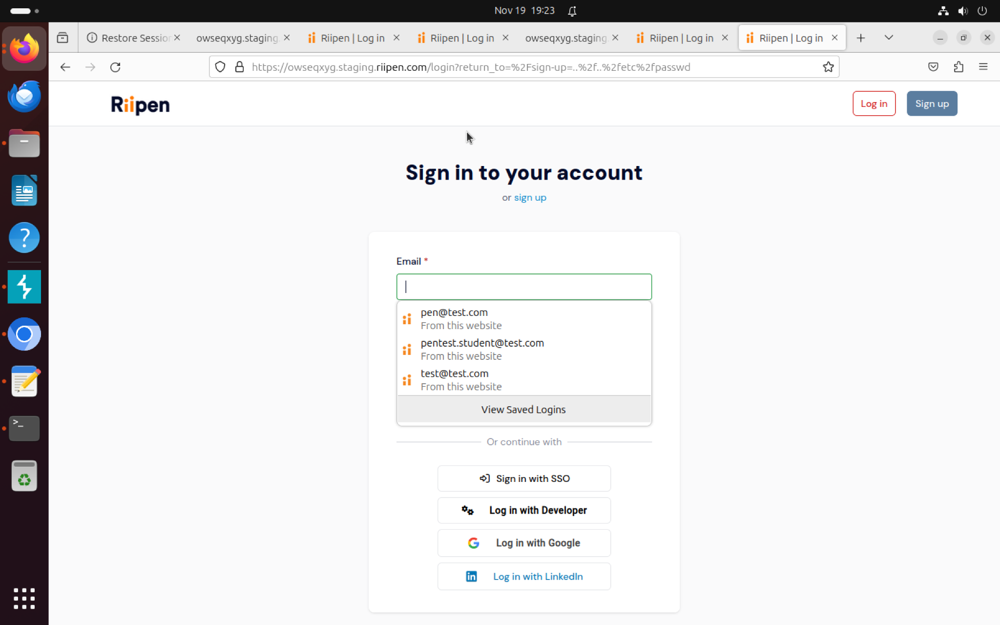 Nov 19 19:23
Restore Session
owseqxyg.staging.
Riipen | Log in
Riipen | Log in
owseqxyg.staging.
Riipen | Log in
Riipen | Log in
https://owseqxyg.staging.riipen.com/login?return_to=%2Fsign-up=..%2f..%2fetc%2fpasswd
Riipen
Log in
Sign up
Sign in to your account
or sign up
Email *
pen@test.com
From this website
pentest.student@test.com
From this website
test@test.com
From this website
View Saved Logins
Or continue with
Sign in with SSO
Log in with Developer
Log in with Google
Log in with LinkedIn